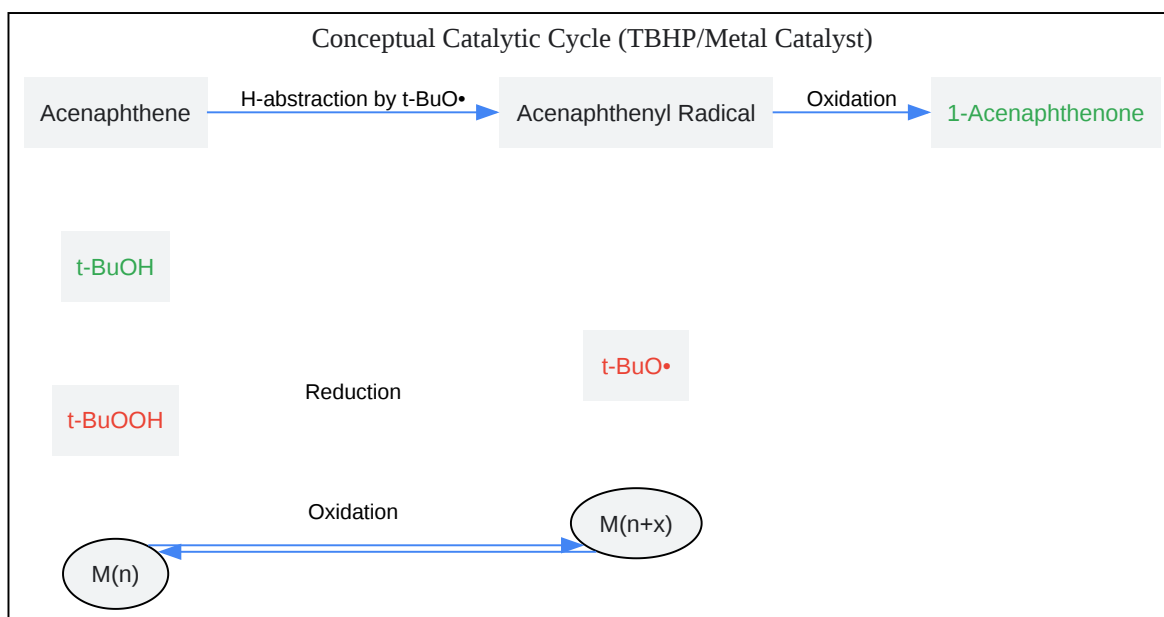 Conceptual Catalytic Cycle (TBHP/Metal Catalyst)
Acenaphthene
H-abstraction by t-BuO•
Acenaphthenyl Radical
Oxidation
1-Acenaphthenone
t-BuOH
t-BuO•
Reduction
t-BuOOH
Oxidation
M(n+x)
M(n)